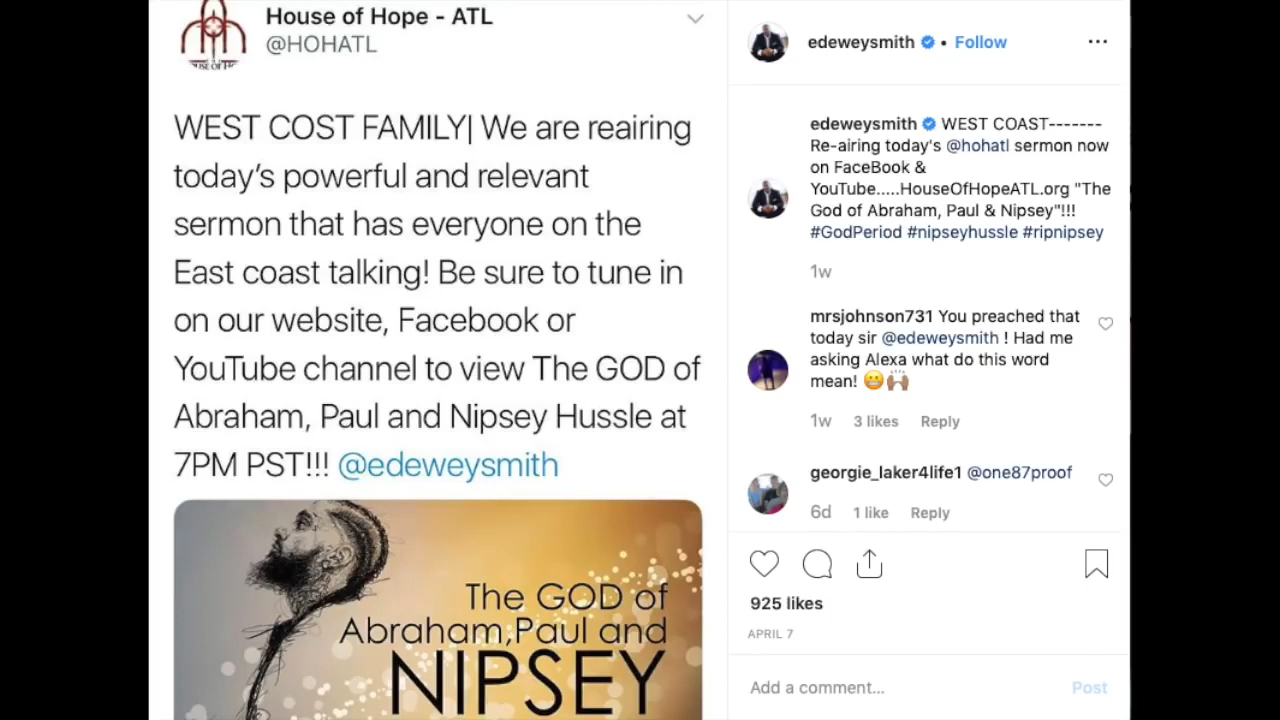 House of Hope - ATL
@HOHATL
WEST COST FAMILY| We are reairing
today's powerful and relevant
sermon that has everyone on the
East coast talking! Be sure to tune in
on our website, Facebook or
YouTube channel to view The GOD of
Abraham, Paul and Nipsey Hussle at
7PM PST!!! @edeweysmith
The GOD of
Abraham,Paul and
NIPSEY
edeweysmith • Follow
edeweysmith WEST COAST-------
Re-airing today's @hohatl sermon now
on FaceBook &
YouTube.....HouseOfHopeATL.org "The
God of Abraham, Paul & Nipsey"!!!
#GodPeriod #nipseyhussle #ripnipsey
1w
mrsjohnson731 You preached that
today sir @edeweysmith ! Had me
asking Alexa what do this word
mean! 😬🙌🏽
1w 3 likes Reply
georgie_laker4life1 @one87proof
6d 1 like Reply
925 likes
APRIL 7
Add a comment... Post